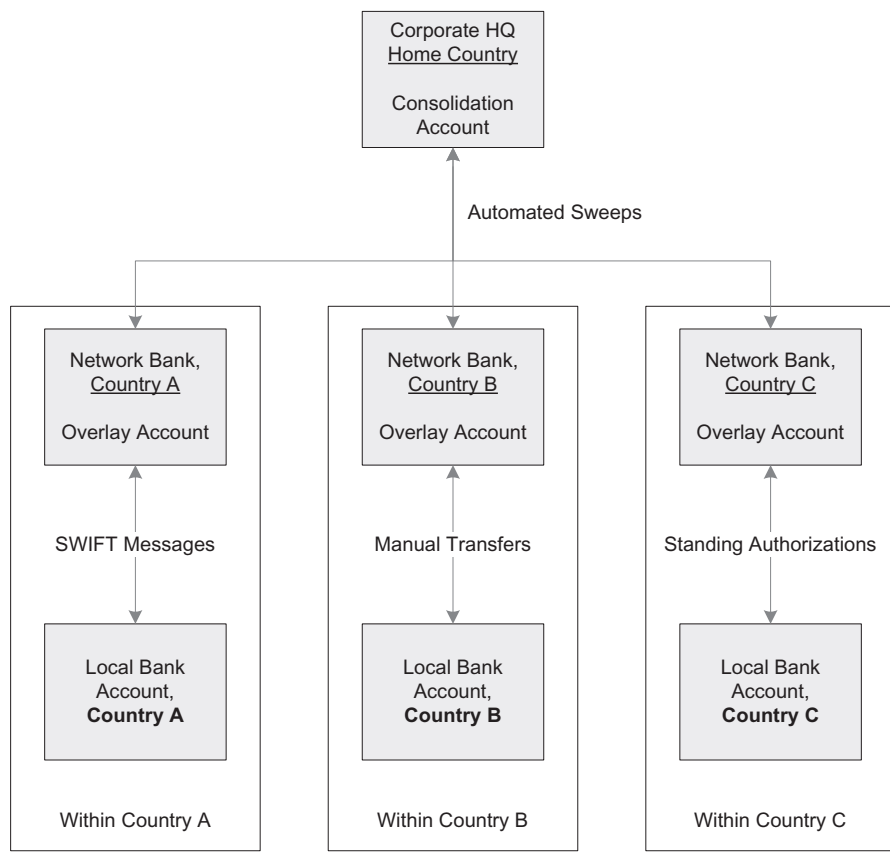 Corporate HQ
Home Country
Consolidation
Account
Automated Sweeps
Network Bank,
Country A
Overlay Account
Network Bank,
Country B
Overlay Account
Network Bank,
Country C
Overlay Account
SWIFT Messages
Manual Transfers
Standing Authorizations
Local Bank
Account,
Country A
Local Bank
Account,
Country B
Local Bank
Account,
Country C
Within Country A
Within Country B
Within Country C